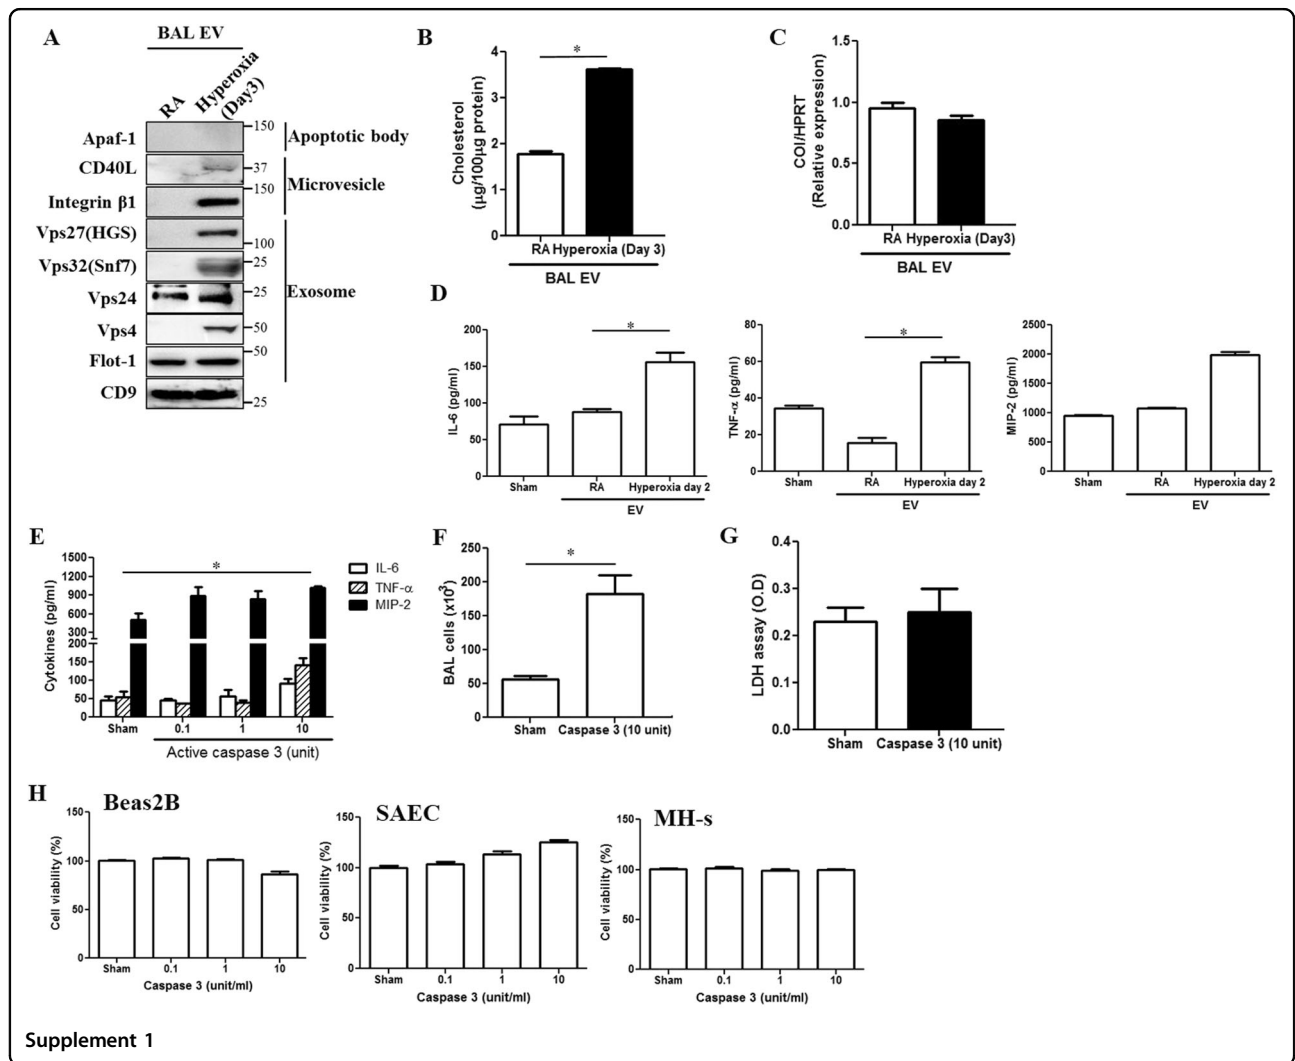 A
BAL EV
RA
Hyperoxia
(Day3)
Apaf-1
150
Apoptotic body
CD40L
37
Microvesicle
150
Integrin β1
Vps27(HGS)
100
Vps32(Snf7)
25
Exosome
Vps24
25
Vps4
50
Flot-1
50
CD9
25
B
Cholesterol
(µg/100µg protein)
4
3
2
1
0
*
RA Hyperoxia (Day 3)
BAL EV
C
COI/HPRT
(Relative expression)
1.5
1.0
0.5
0.0
RA Hyperoxia (Day3)
BAL EV
D
IL-6 (pg/ml)
200
150
100
50
0
*
Sham RA Hyperoxia day 2
EV
TNF-α (pg/ml)
80
60
40
20
0
*
Sham RA Hyperoxia day 2
EV
MIP-2 (pg/ml)
2500
2000
1500
1000
500
0
Sham RA Hyperoxia day 2
EV
E
Cytokines (pg/ml)
1500
1200
900
600
300
200
150
100
50
0
*
IL-6
TNF-α
MIP-2
Sham 0.1 1 10
Active caspase 3 (unit)
F
BAL cells (x10³)
250
200
150
100
50
0
*
Sham Caspase 3 (10 unit)
G
LDH assay (O.D)
0.4
0.3
0.2
0.1
0.0
Sham Caspase 3 (10 unit)
H
Beas2B
Cell viability (%)
150
100
50
0
Sham 0.1 1 10
Caspase 3 (unit/ml)
SAEC
Cell viability (%)
150
100
50
0
Sham 0.1 1 10
Caspase 3 (unit/ml)
MH-s
Cell viability (%)
150
100
50
0
Sham 0.1 1 10
Caspase 3 (unit/ml)
Supplement 1